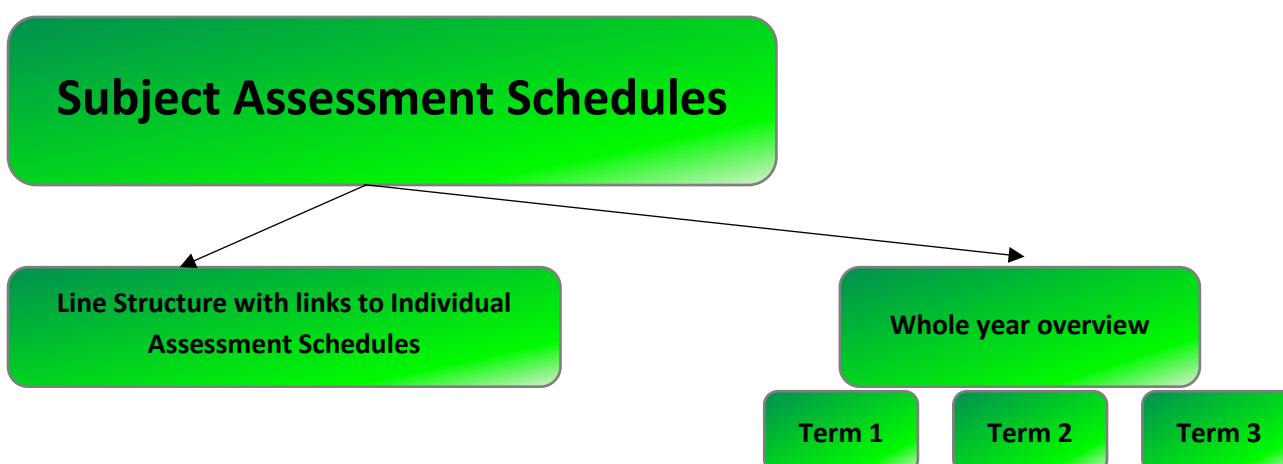 Subject Assessment Schedules
Line Structure with links to Individual
Assessment Schedules
Whole year overview
Term 1
Term 2
Term 3